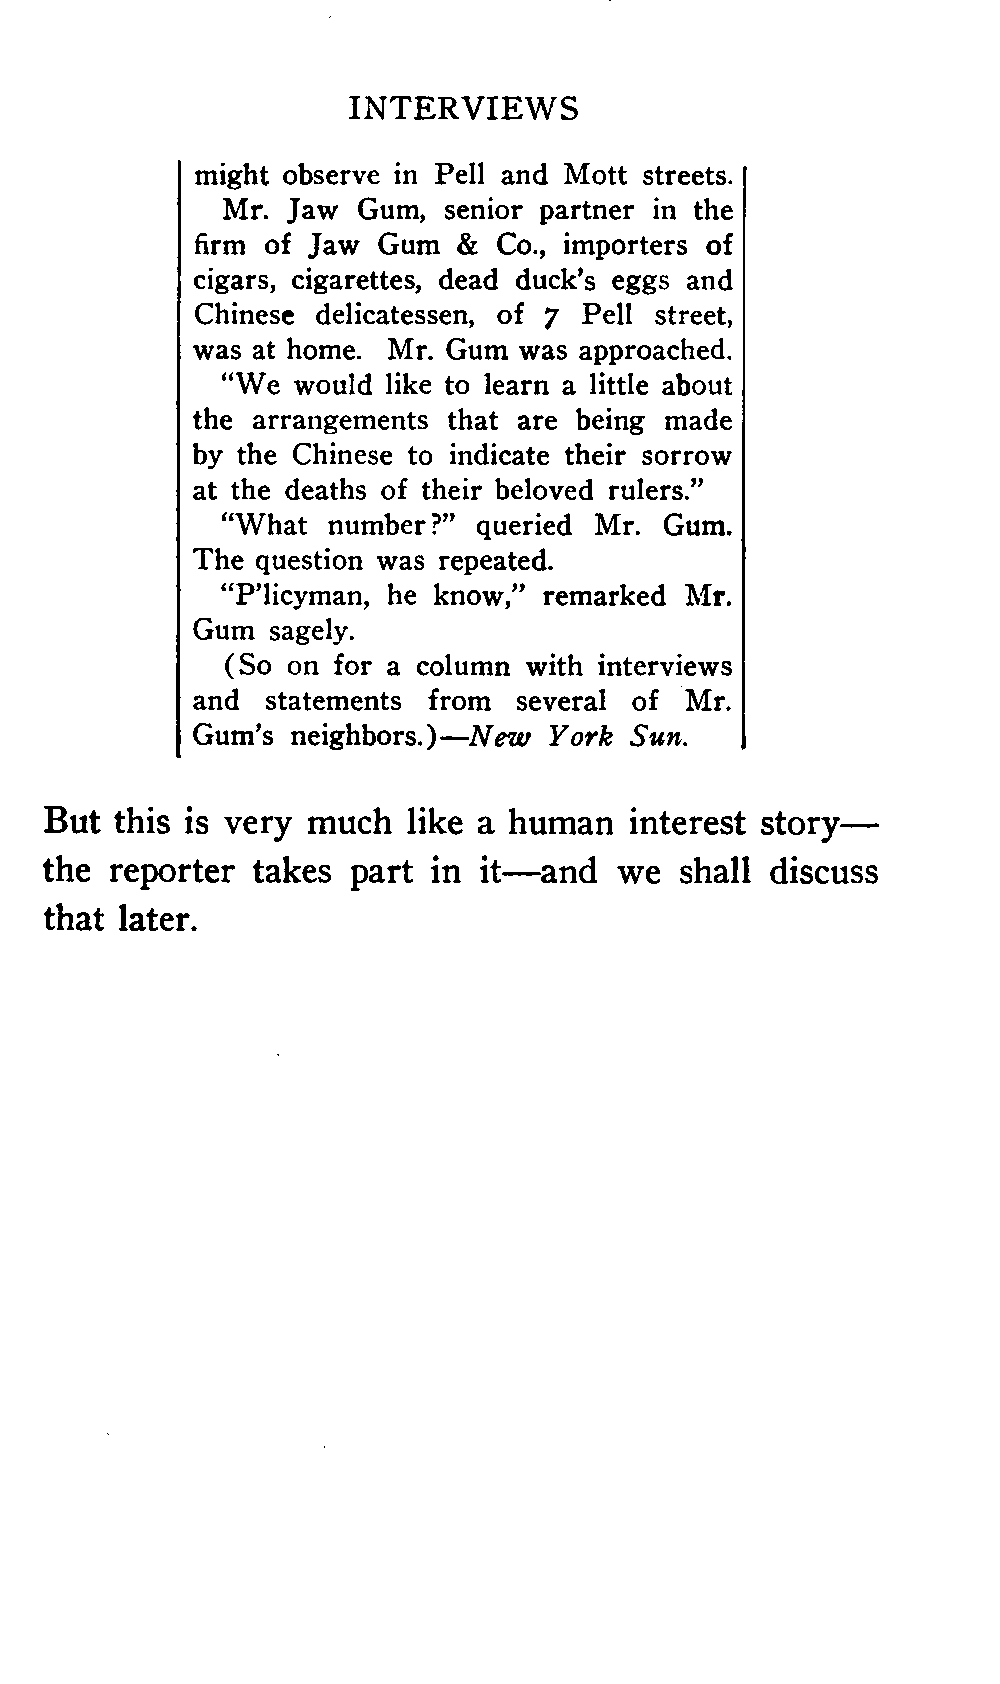 INTERVIEWS
might observe in Pell and Mott streets.
Mr. Jaw Gum, senior partner in the
firm of Jaw Gum & Co., importers of
cigars, cigarettes, dead duck's eggs and
Chinese delicatessen, of 7 Pell street,
was at home. Mr. Gum was approached.
"We would like to learn a little about
the arrangements that are being made
by the Chinese to indicate their sorrow
at the deaths of their beloved rulers."
"What number?" queried Mr. Gum.
The question was repeated.
"P'licyman, he know," remarked Mr.
Gum sagely.
(So on for a column with interviews
and statements from several of Mr.
Gum's neighbors.)—New York Sun.
But this is very much like a human interest story—
the reporter takes part in it—and we shall discuss
that later.